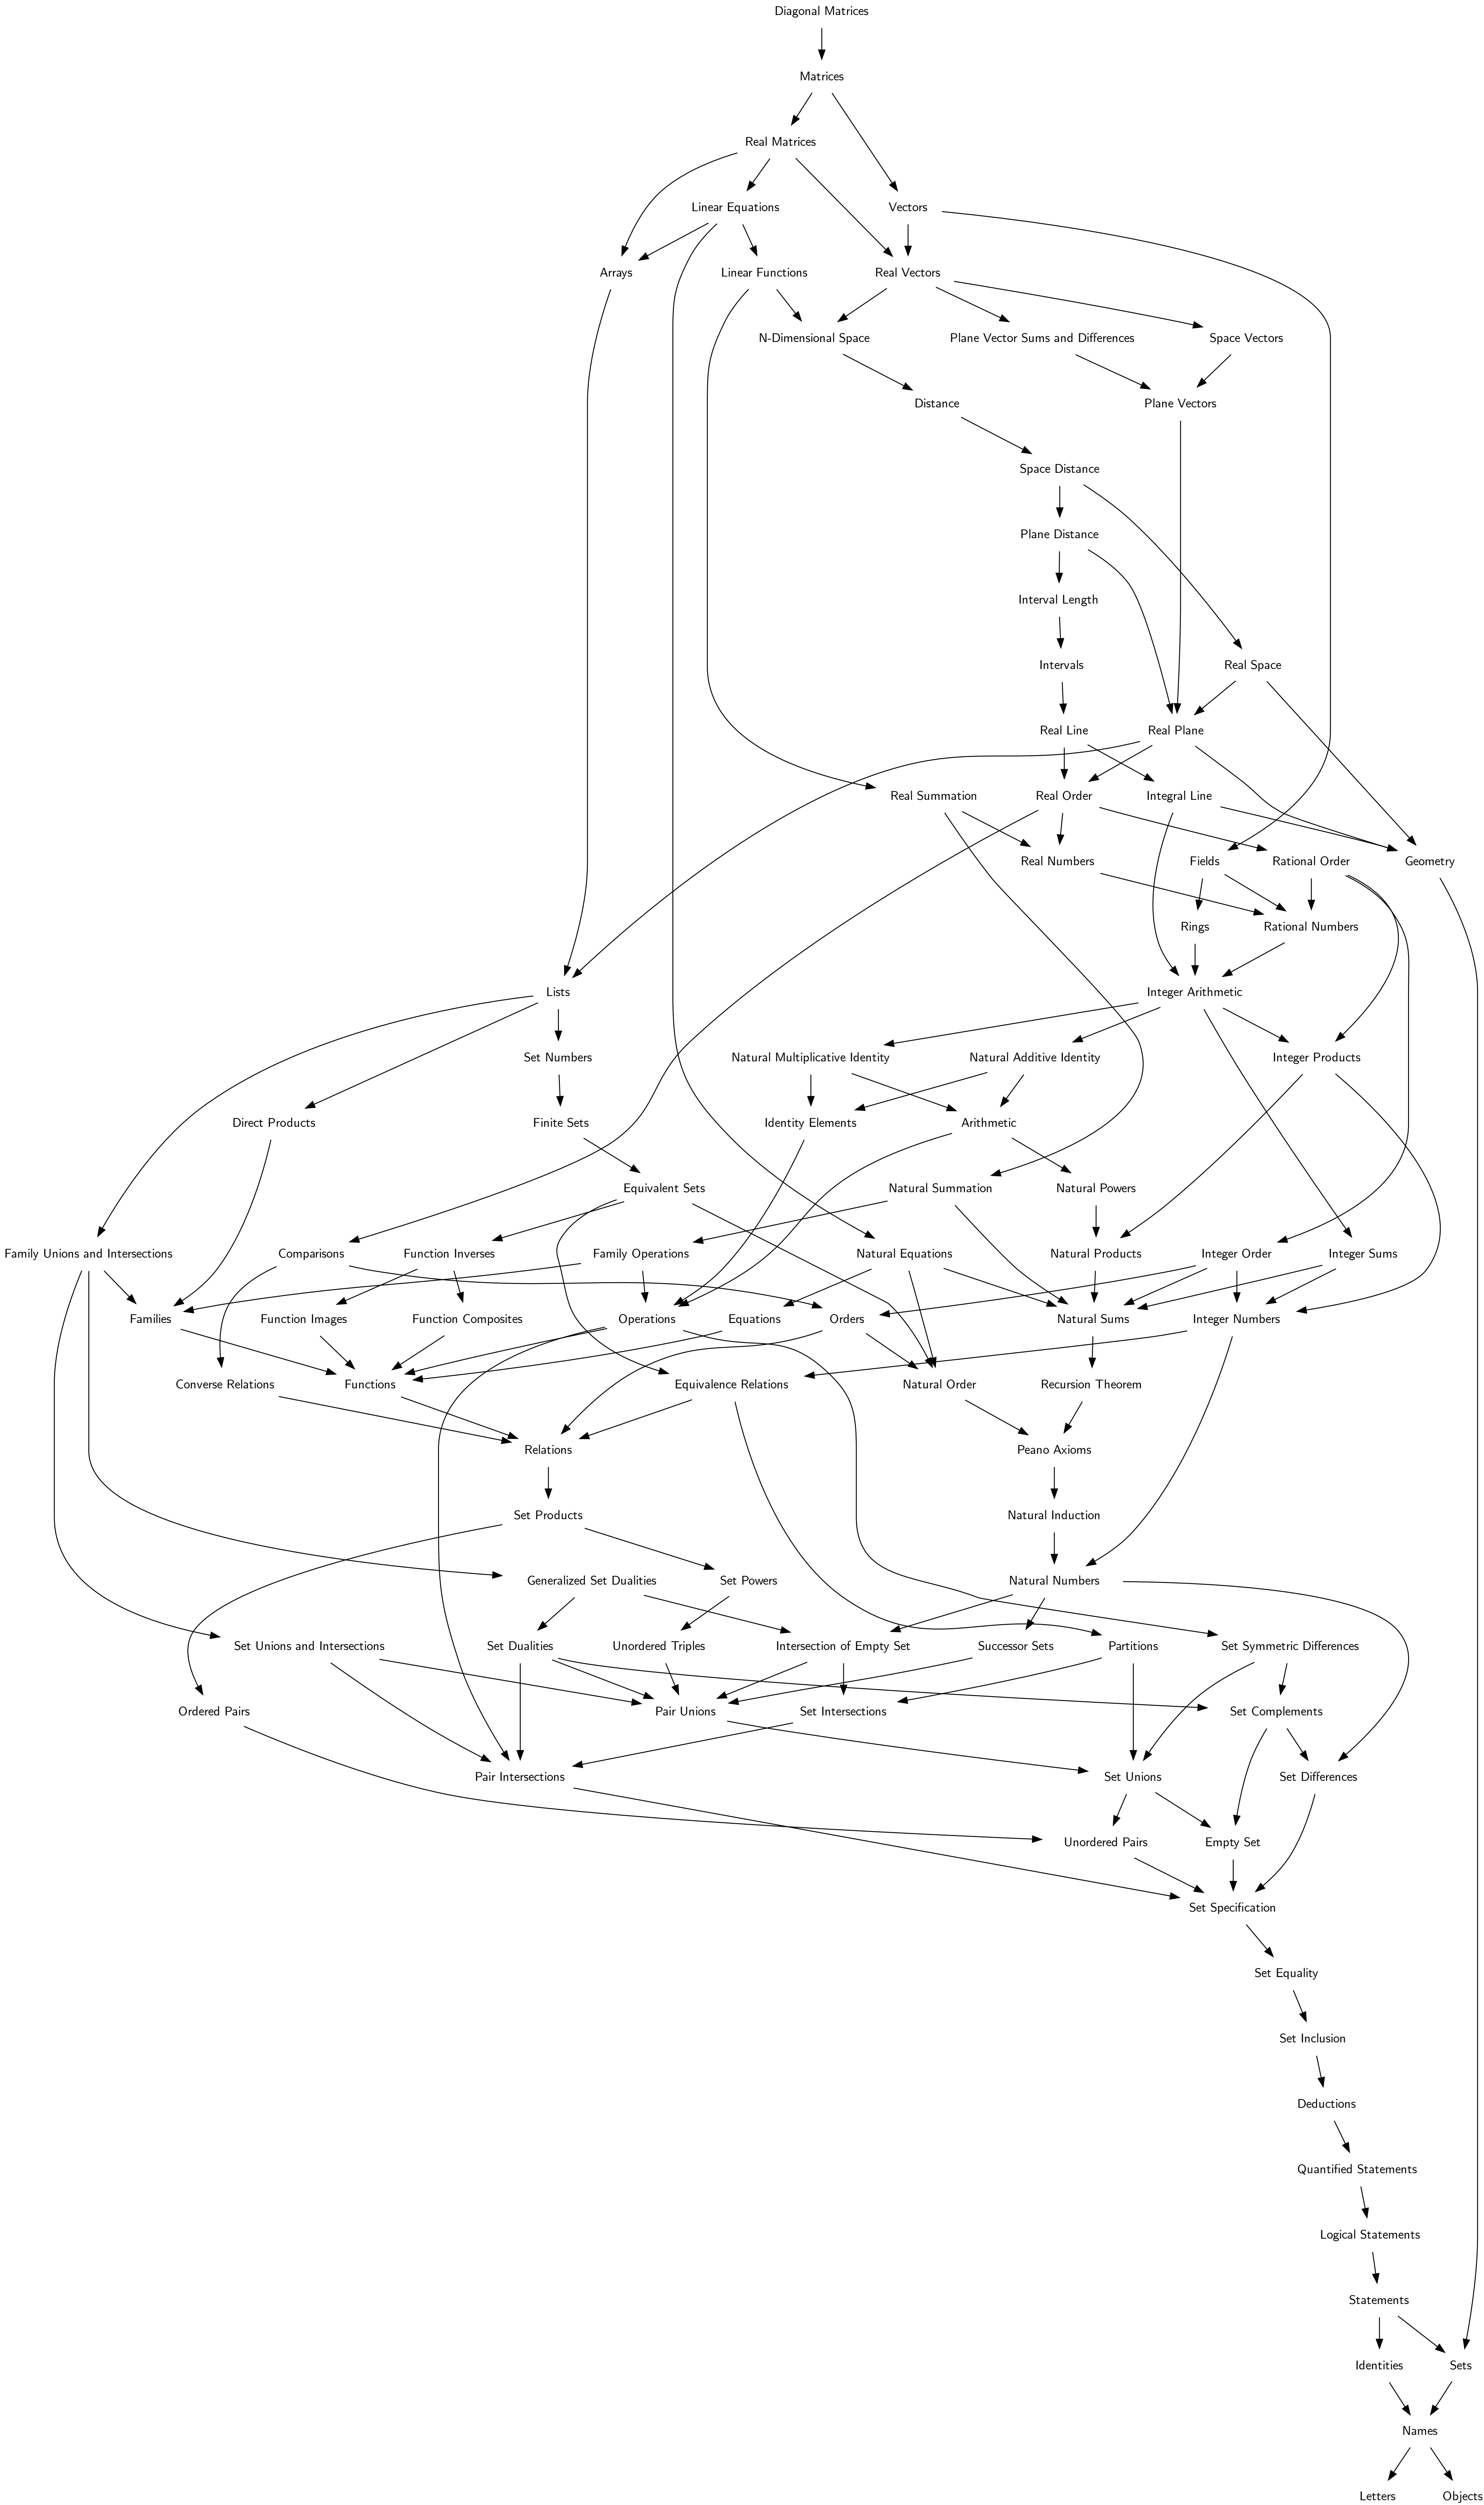 Diagonal Matrices
Matrices
Real Matrices
Linear Equations
Vectors
Arrays
Linear Functions
Real Vectors
N-Dimensional Space
Plane Vector Sums and Differences
Space Vectors
Distance
Plane Vectors
Space Distance
Plane Distance
Interval Length
Intervals
Real Space
Real Line
Real Plane
Real Summation
Real Order
Integral Line
Real Numbers
Fields
Rational Order
Geometry
Rings
Rational Numbers
Lists
Integer Arithmetic
Set Numbers
Natural Multiplicative Identity
Natural Additive Identity
Integer Products
Direct Products
Finite Sets
Identity Elements
Arithmetic
Equivalent Sets
Natural Summation
Natural Powers
Family Unions and Intersections
Comparisons
Function Inverses
Family Operations
Natural Equations
Natural Products
Integer Order
Integer Sums
Families
Function Images
Function Composites
Operations
Equations
Orders
Natural Sums
Integer Numbers
Converse Relations
Functions
Equivalence Relations
Natural Order
Recursion Theorem
Relations
Peano Axioms
Set Products
Natural Induction
Generalized Set Dualities
Set Powers
Natural Numbers
Set Unions and Intersections
Set Dualities
Unordered Triples
Intersection of Empty Set
Successor Sets
Partitions
Set Symmetric Differences
Ordered Pairs
Pair Unions
Set Intersections
Set Complements
Pair Intersections
Set Unions
Set Differences
Unordered Pairs
Empty Set
Set Specification
Set Equality
Set Inclusion
Deductions
Quantified Statements
Logical Statements
Statements
Identities
Sets
Names
Letters
Objects